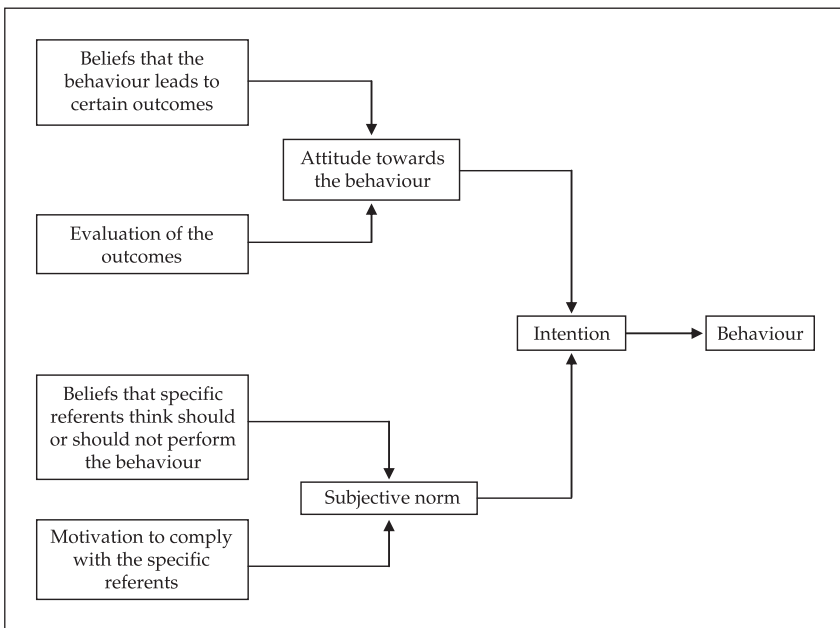 Beliefs that the
behaviour leads to
certain outcomes
Attitude towards
the behaviour
Evaluation of the
outcomes
Intention
Behaviour
Beliefs that specific
referents think should
or should not perform
the behaviour
Subjective norm
Motivation to comply
with the specific
referents